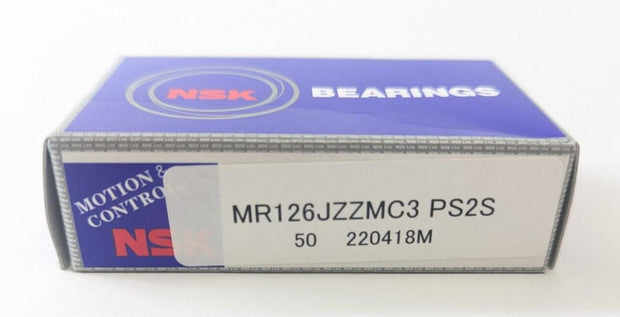 NSK
BEARINGS
MOTION &
CONTRO
NSK
MR126JZZMC3 PS2S
50 220418M